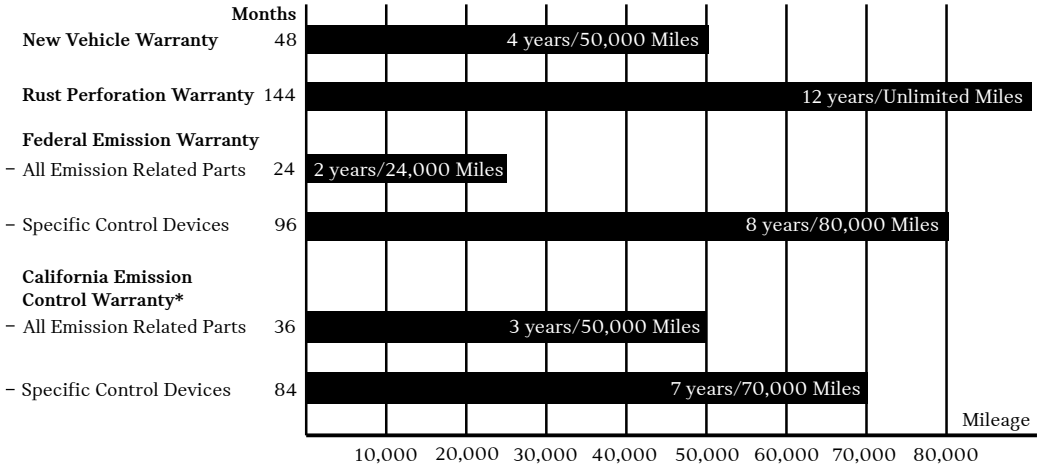 Months
New Vehicle Warranty 48 4 years/50,000 Miles
Rust Perforation Warranty 144 12 years/Unlimited Miles
Federal Emission Warranty
– All Emission Related Parts 24 2 years/24,000 Miles
– Specific Control Devices 96 8 years/80,000 Miles
California Emission
Control Warranty*
– All Emission Related Parts 36 3 years/50,000 Miles
– Specific Control Devices 84 7 years/70,000 Miles
Mileage
10,000 20,000 30,000 40,000 50,000 60,000 70,000 80,000